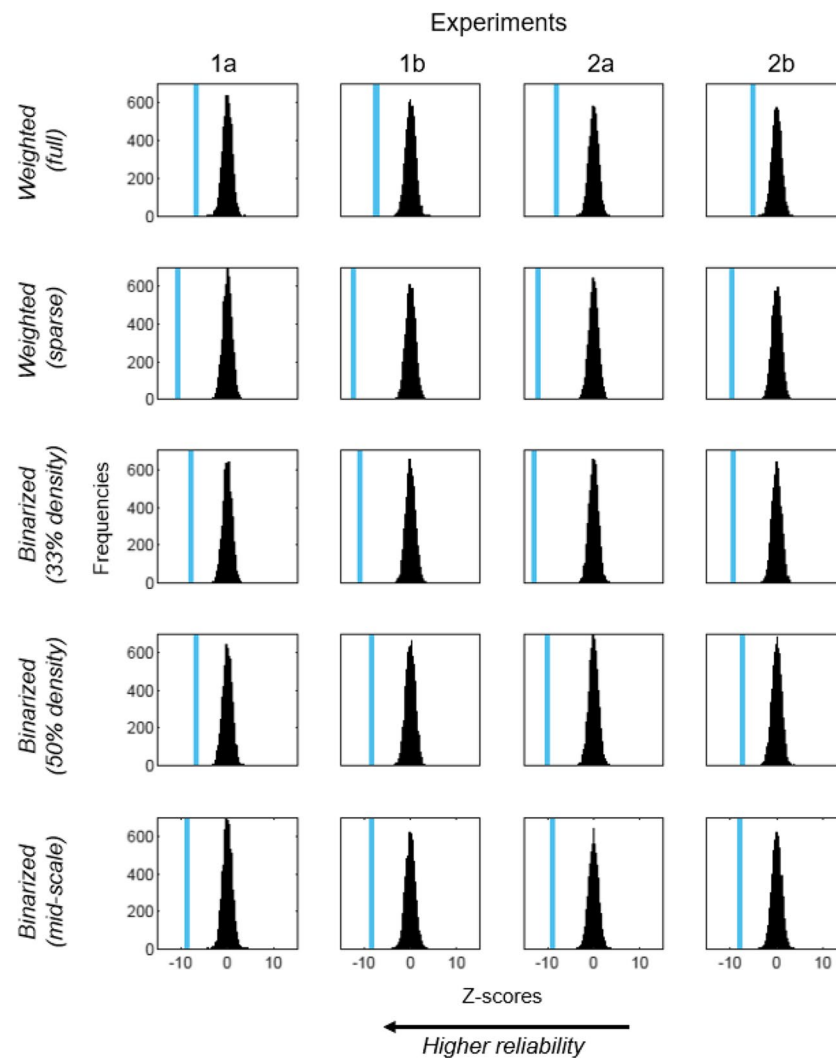 Experiments
1a 1b 2a 2b
Weighted
(full)
600
400
200
0
Weighted
(sparse)
600
400
200
0
Binarized
(33% density)
600
400
200
0
Frequencies
Binarized
(50% density)
600
400
200
0
Binarized
(mid-scale)
600
400
200
0
-10 0 10 -10 0 10 -10 0 10 -10 0 10
Z-scores
Higher reliability